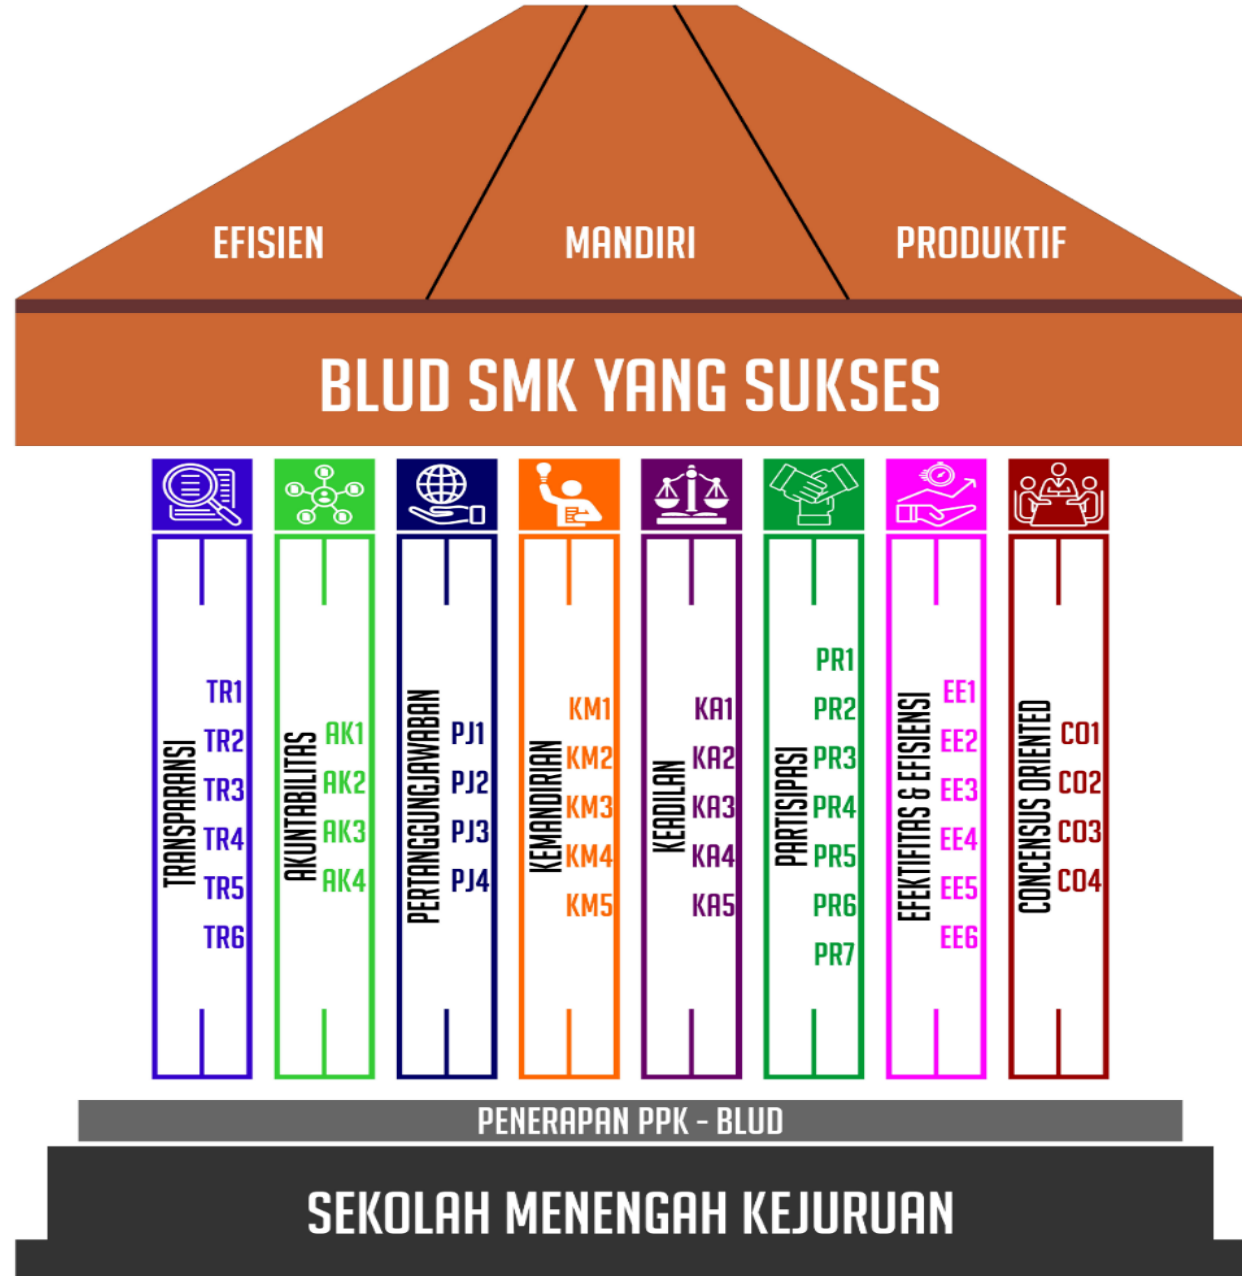 EFISIEN
MANDIRI
PRODUKTIF
BLUD SMK YANG SUKSES
TRANSPARANSI
TR1
TR2
TR3
TR4
TR5
TR6
AKUNTABILITAS
AK1
AK2
AK3
AK4
PERTANGGUNGJAWABAN
PJ1
PJ2
PJ3
PJ4
KEMANDIRIAN
KM1
KM2
KM3
KM4
KM5
KEADILAN
KA1
KA2
KA3
KA4
KA5
PARTISIPASI
PR1
PR2
PR3
PR4
PR5
PR6
PR7
EFEKTIFITAS & EFISIENSI
EE1
EE2
EE3
EE4
EE5
EE6
CONCENSUS ORIENTED
CO1
CO2
CO3
CO4
PENERAPAN PPK - BLUD
SEKOLAH MENENGAH KEJURUAN